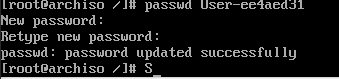 [root@archiso /]# passwd User-ee4aed31
New password:
Retype new password:
passwd: password updated successfully
[root@archiso /]# S_